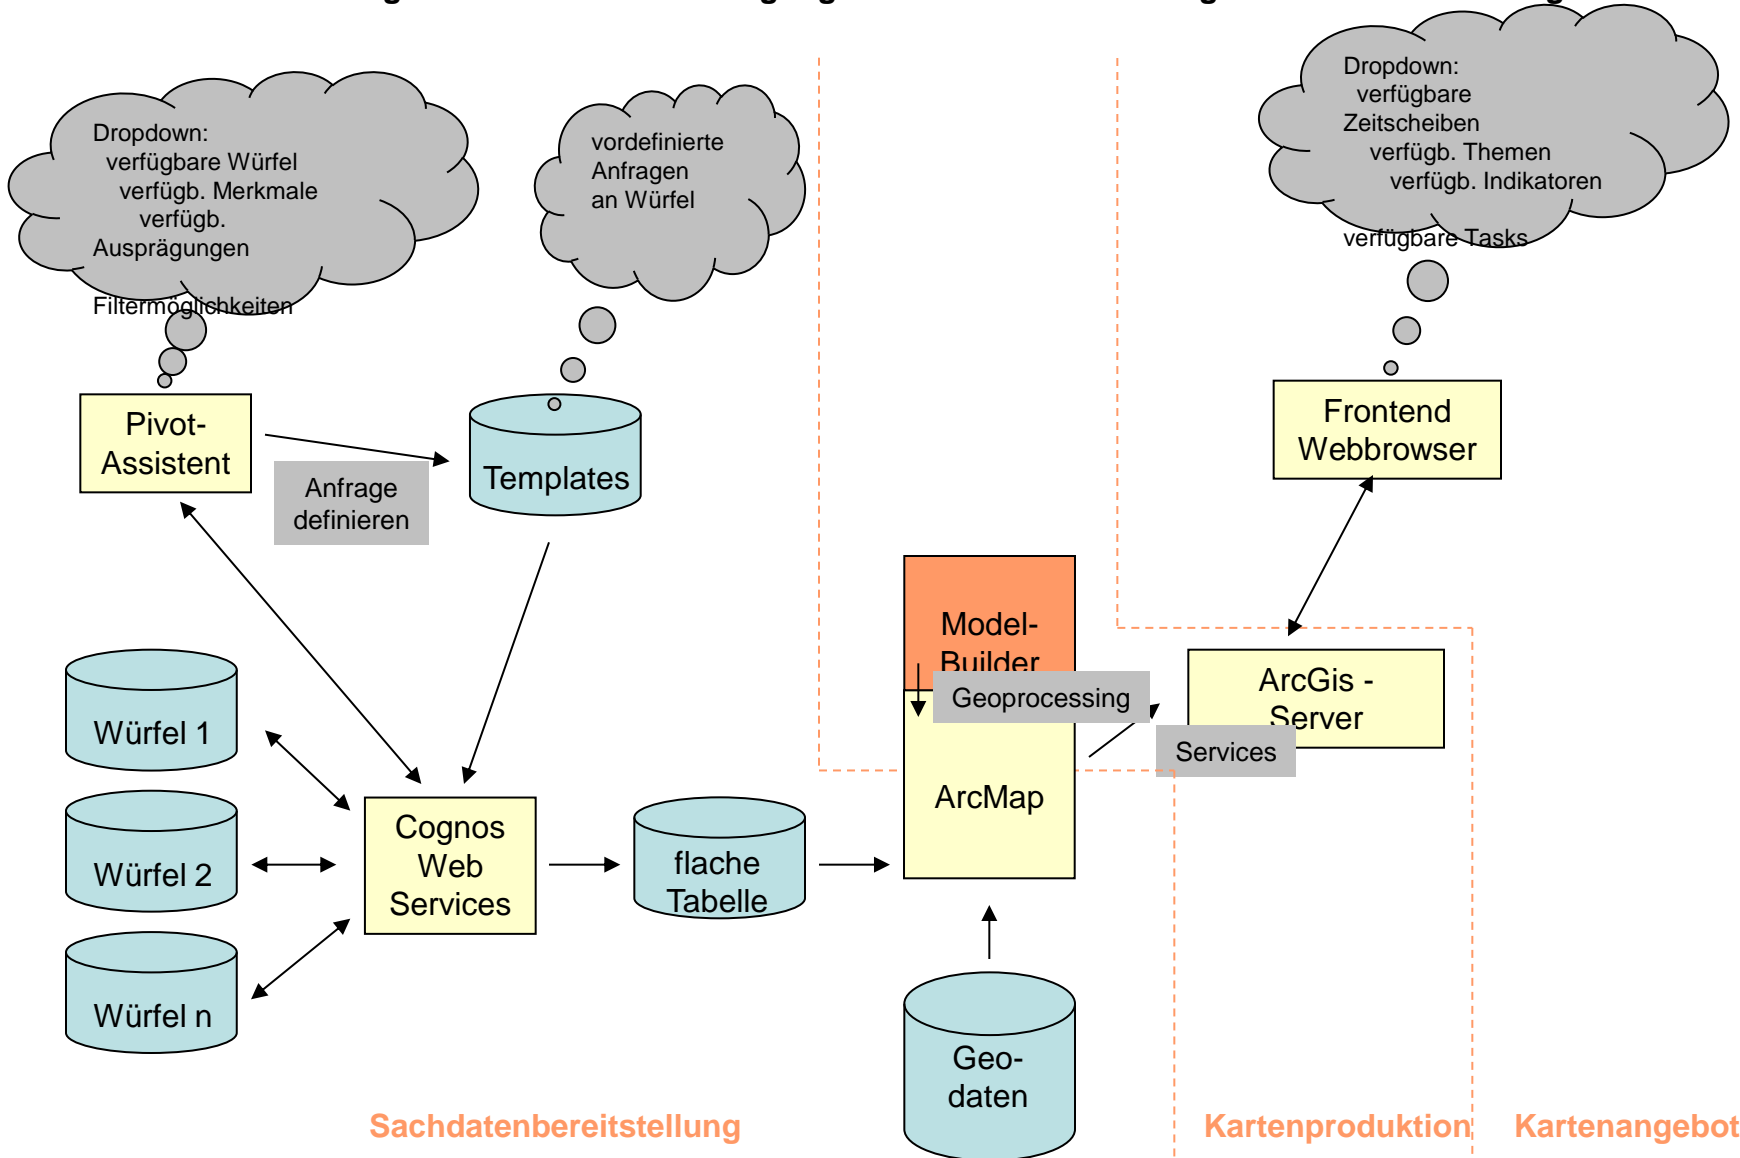 Dropdown:
verfügbare Würfel
verfügb. Merkmale
verfügb.
Ausprägungen
Filtermöglichkeiten
vordefinierte
Anfragen
an Würfel
Dropdown:
verfügbare
Zeitscheiben
verfügb. Themen
verfügb. Indikatoren
verfügbare Tasks
Pivot-
Assistent
Anfrage
definieren
Templates
Frontend
Webbrowser
Model-
Builder
Geoprocessing
ArcMap
ArcGis -
Server
Services
Würfel 1
Würfel 2
Würfel n
Cognos
Web
Services
flache
Tabelle
Geo-
daten
Sachdatenbereitstellung
Kartenproduktion
Kartenangebot